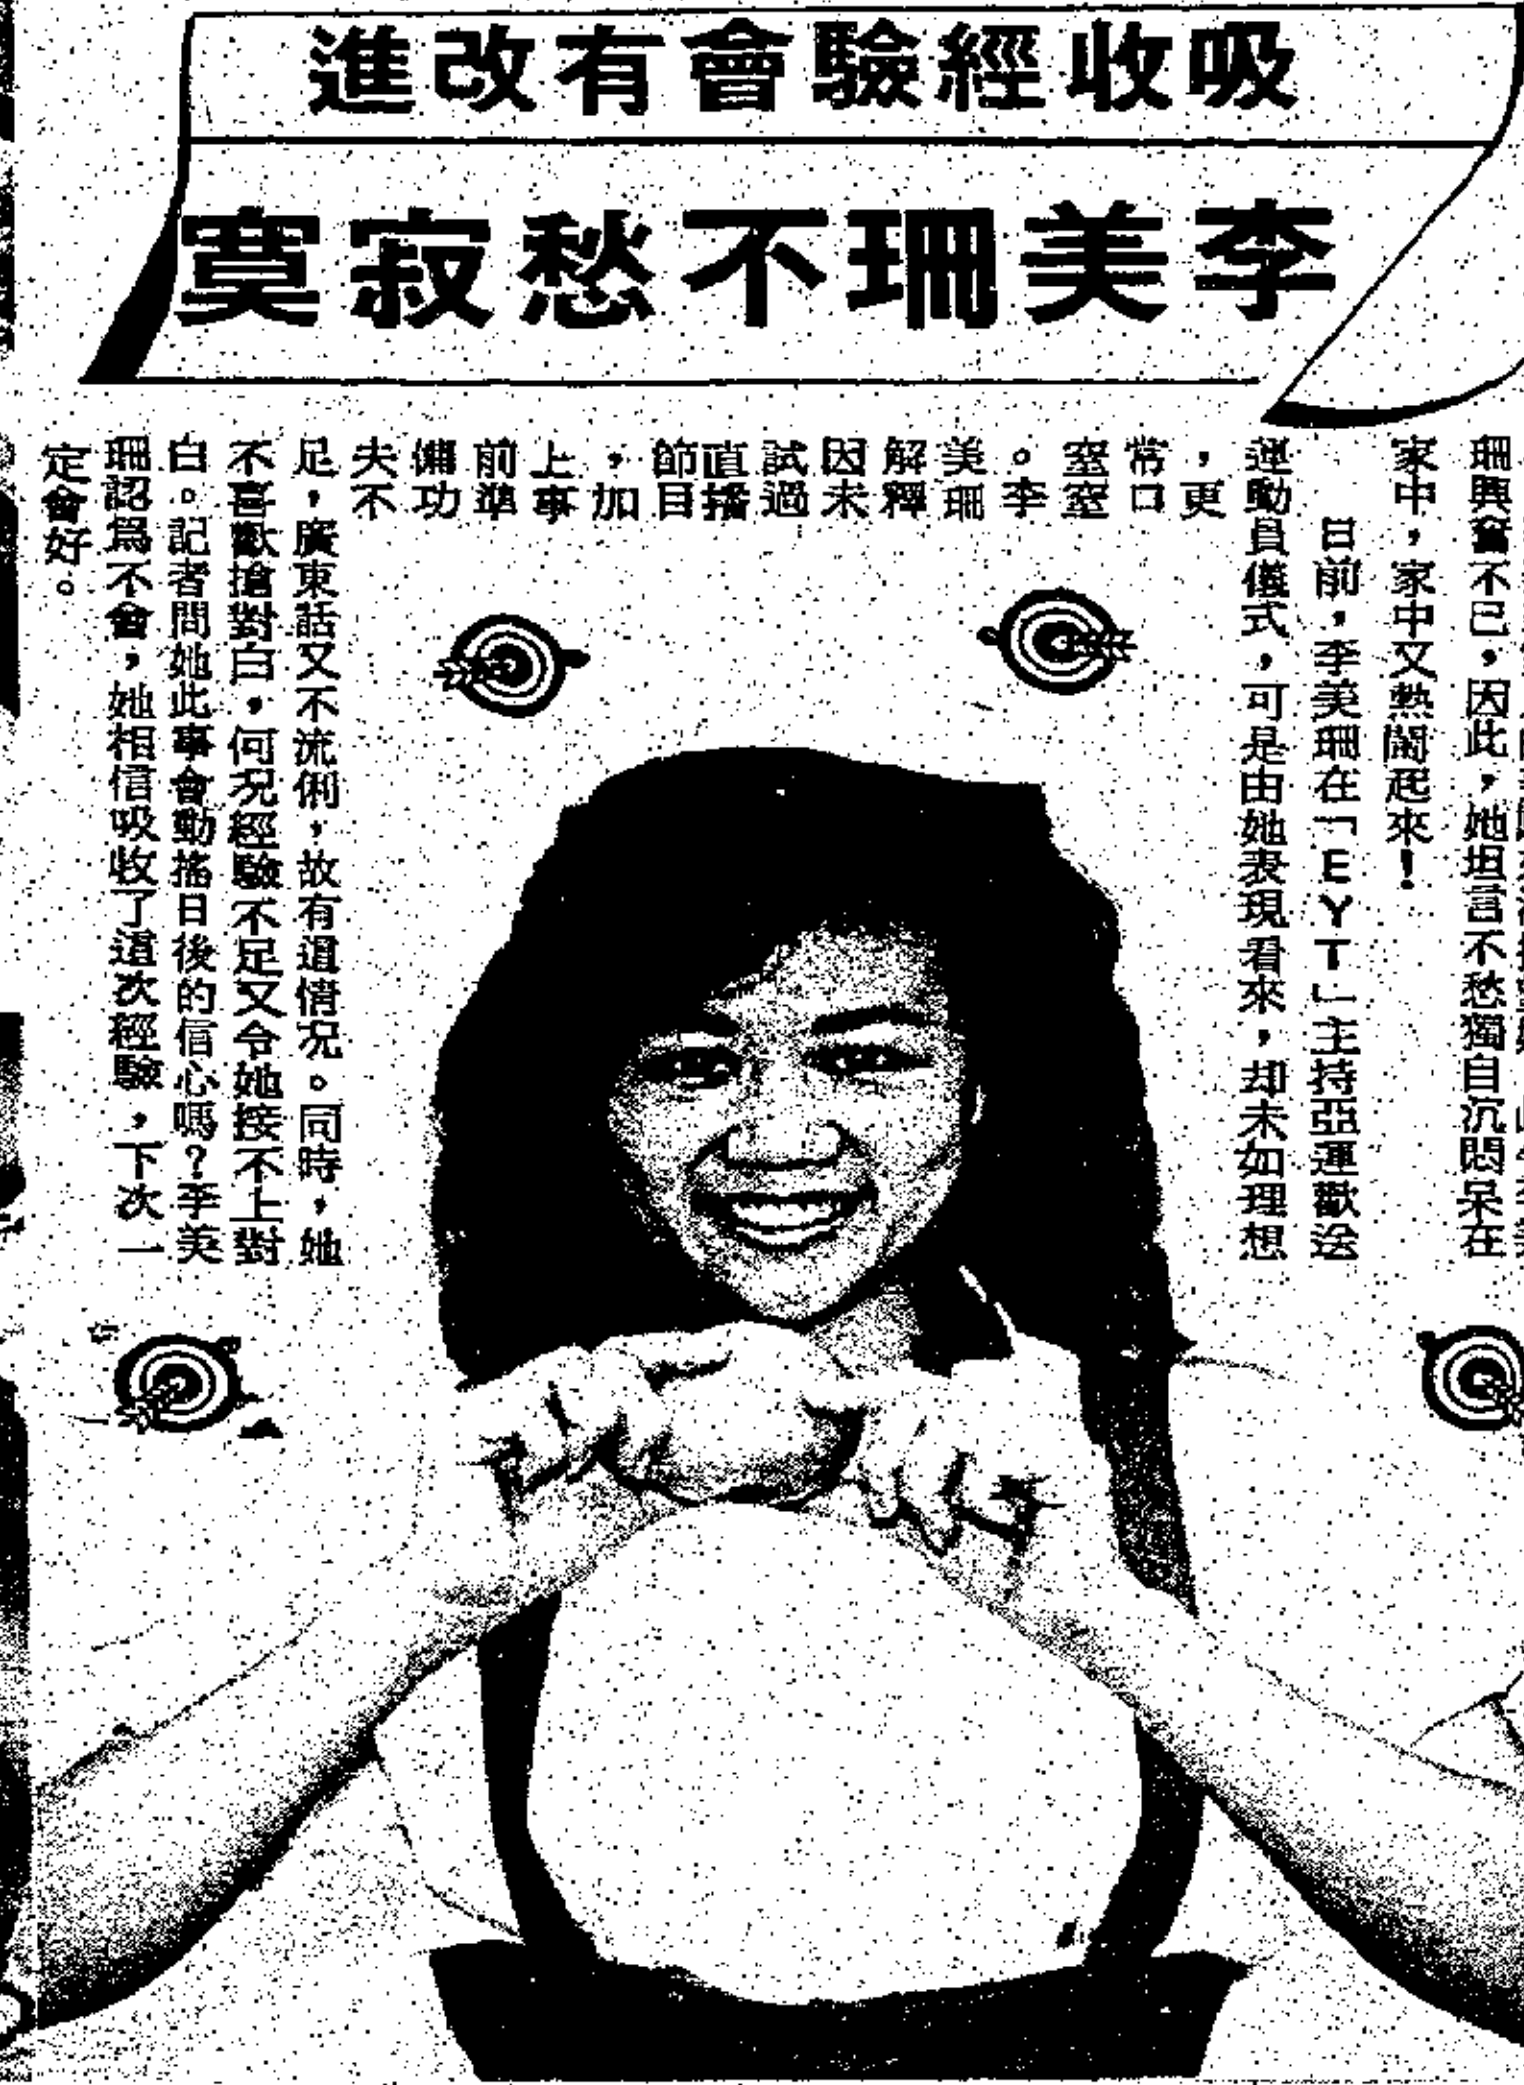 吸收經驗會有改進
李美珊不愁寂寞
珊興奮不已，因此，她坦言不愁獨自沉悶呆在
家中，家中又熱鬧起來！
日前，李美珊在「EYT」主持亞運歡送
運動員儀式，可是由她表現看來，却未如理想
，更
常口
窒窒
。李
美珊
解釋
因未
試過
直播
節目
，加
上事
前準
備功
夫不
足，廣東話又不流俐，故有這情況。同時，她
不喜歡搶對白，何況經驗不足又令她接不上對
白。記者問她此事會動搖日後的信心嗎？李美
珊認爲不會，她相信吸收了這次經驗，下次一
定會好。